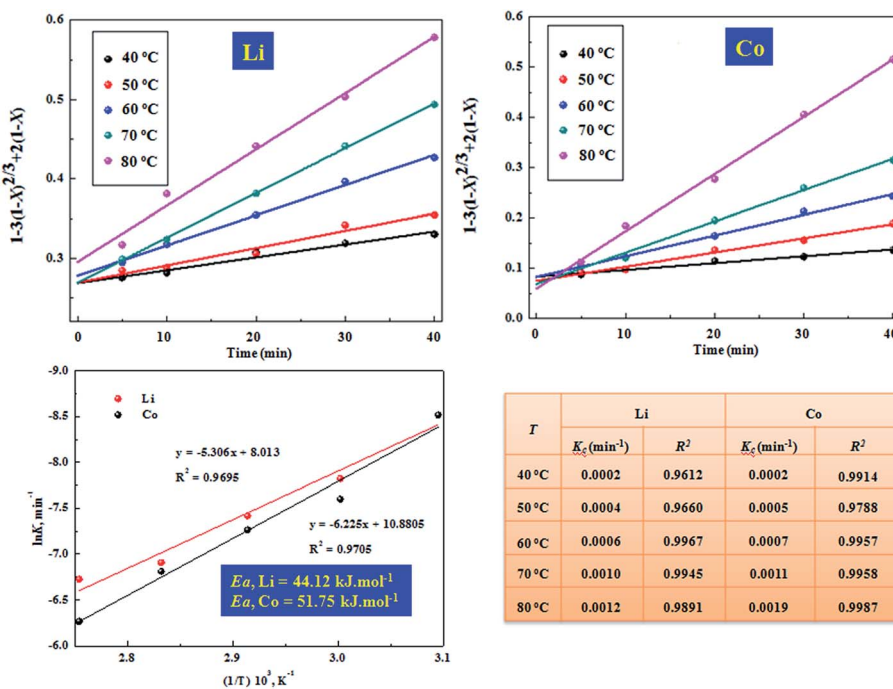 0.6
0.5
0.4
0.3
1-3(1-X)^2/3+2(1-X)
40 ºC
50 ºC
60 ºC
70 ºC
80 ºC
Li
0 10 20 30 40
Time (min)
0.6
0.5
0.4
0.3
0.2
0.1
0.0
1-3(1-X)^2/3+2(1-X)
40 ºC
50 ºC
60 ºC
70 ºC
80 ºC
Co
0 10 20 30 40
Time (min)
-9.0
-8.5
-8.0
-7.5
-7.0
-6.5
-6.0
lnK, min⁻¹
Li
Co
y = -5.306x + 8.013
R² = 0.9695
y = -6.225x + 10.8805
R² = 0.9705
Ea, Li = 44.12 kJ.mol⁻¹
Ea, Co = 51.75 kJ.mol⁻¹
2.8 2.9 3.0 3.1
(1/T) 10³, K⁻¹
T Li Co
Kc (min⁻¹) R² Kc (min⁻¹) R²
40 ºC 0.0002 0.9612 0.0002 0.9914
50 ºC 0.0004 0.9660 0.0005 0.9788
60 ºC 0.0006 0.9967 0.0007 0.9957
70 ºC 0.0010 0.9945 0.0011 0.9958
80 ºC 0.0012 0.9891 0.0019 0.9987